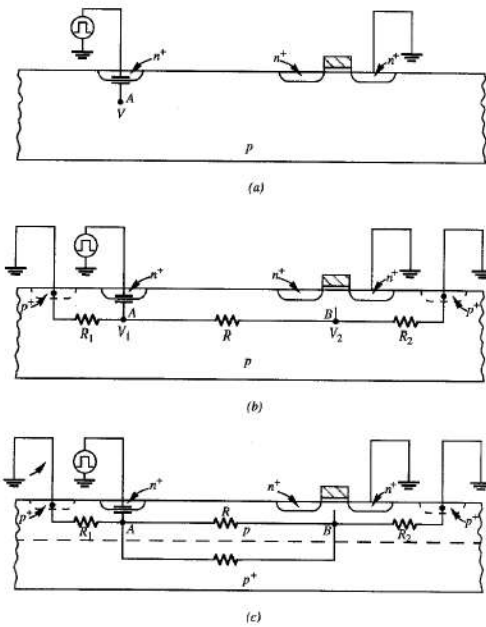 n+ n+ n+
A
V
p
(a)
n+ n+ n+
p+ A B p+
R₁ V₁ R V₂ R₂
p
(b)
n+ n+ n+
p+ R p+
R₁ A p B R₂
p+
(c)